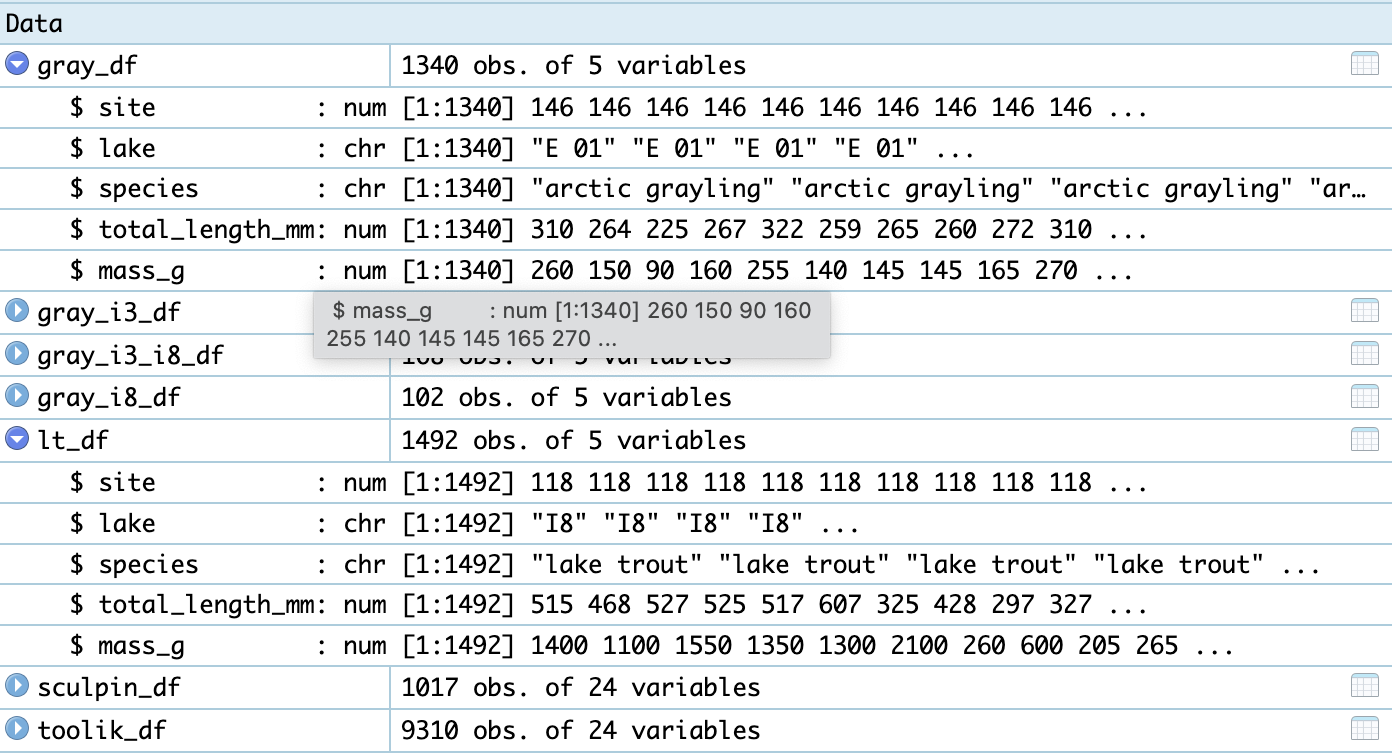 Data
gray_df 1340 obs. of 5 variables
$ site : num [1:1340] 146 146 146 146 146 146 146 146 146 146 ...
$ lake : chr [1:1340] "E 01" "E 01" "E 01" "E 01" ...
$ species : chr [1:1340] "arctic grayling" "arctic grayling" "arctic grayling" "ar…
$ total_length_mm: num [1:1340] 310 264 225 267 322 259 265 260 272 310 ...
$ mass_g : num [1:1340] 260 150 90 160 255 140 145 145 165 270 ...
gray_i3_df
$ mass_g : num [1:1340] 260 150 90 160
255 140 145 145 165 270 ...
gray_i3_i8_df obs. of 5 variables
gray_i8_df 102 obs. of 5 variables
lt_df 1492 obs. of 5 variables
$ site : num [1:1492] 118 118 118 118 118 118 118 118 118 118 ...
$ lake : chr [1:1492] "I8" "I8" "I8" "I8" ...
$ species : chr [1:1492] "lake trout" "lake trout" "lake trout" "lake trout" ...
$ total_length_mm: num [1:1492] 515 468 527 525 517 607 325 428 297 327 ...
$ mass_g : num [1:1492] 1400 1100 1550 1350 1300 2100 260 600 205 265 ...
sculpin_df 1017 obs. of 24 variables
toolik_df 9310 obs. of 24 variables